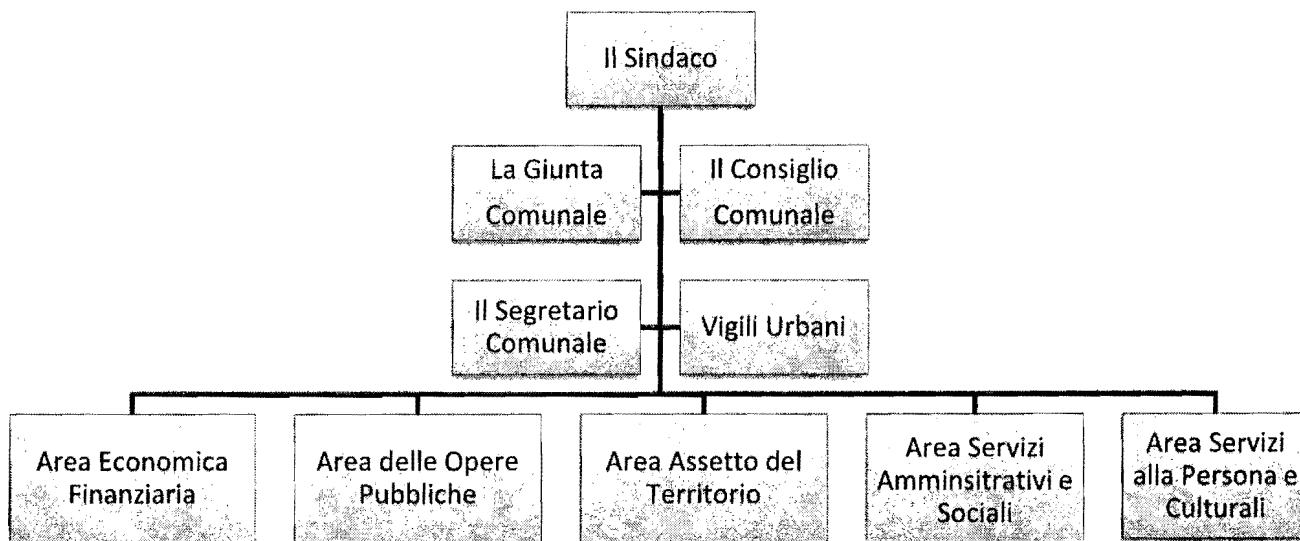 Il Sindaco
La Giunta
Comunale
Il Consiglio
Comunale
Il Segretario
Comunale
Vigili Urbani
Area Economica
Finanziaria
Area delle Opere
Pubbliche
Area Assetto del
Territorio
Area Servizi
Amminsitrativi e
Sociali
Area Servizi
alla Persona e
Culturali